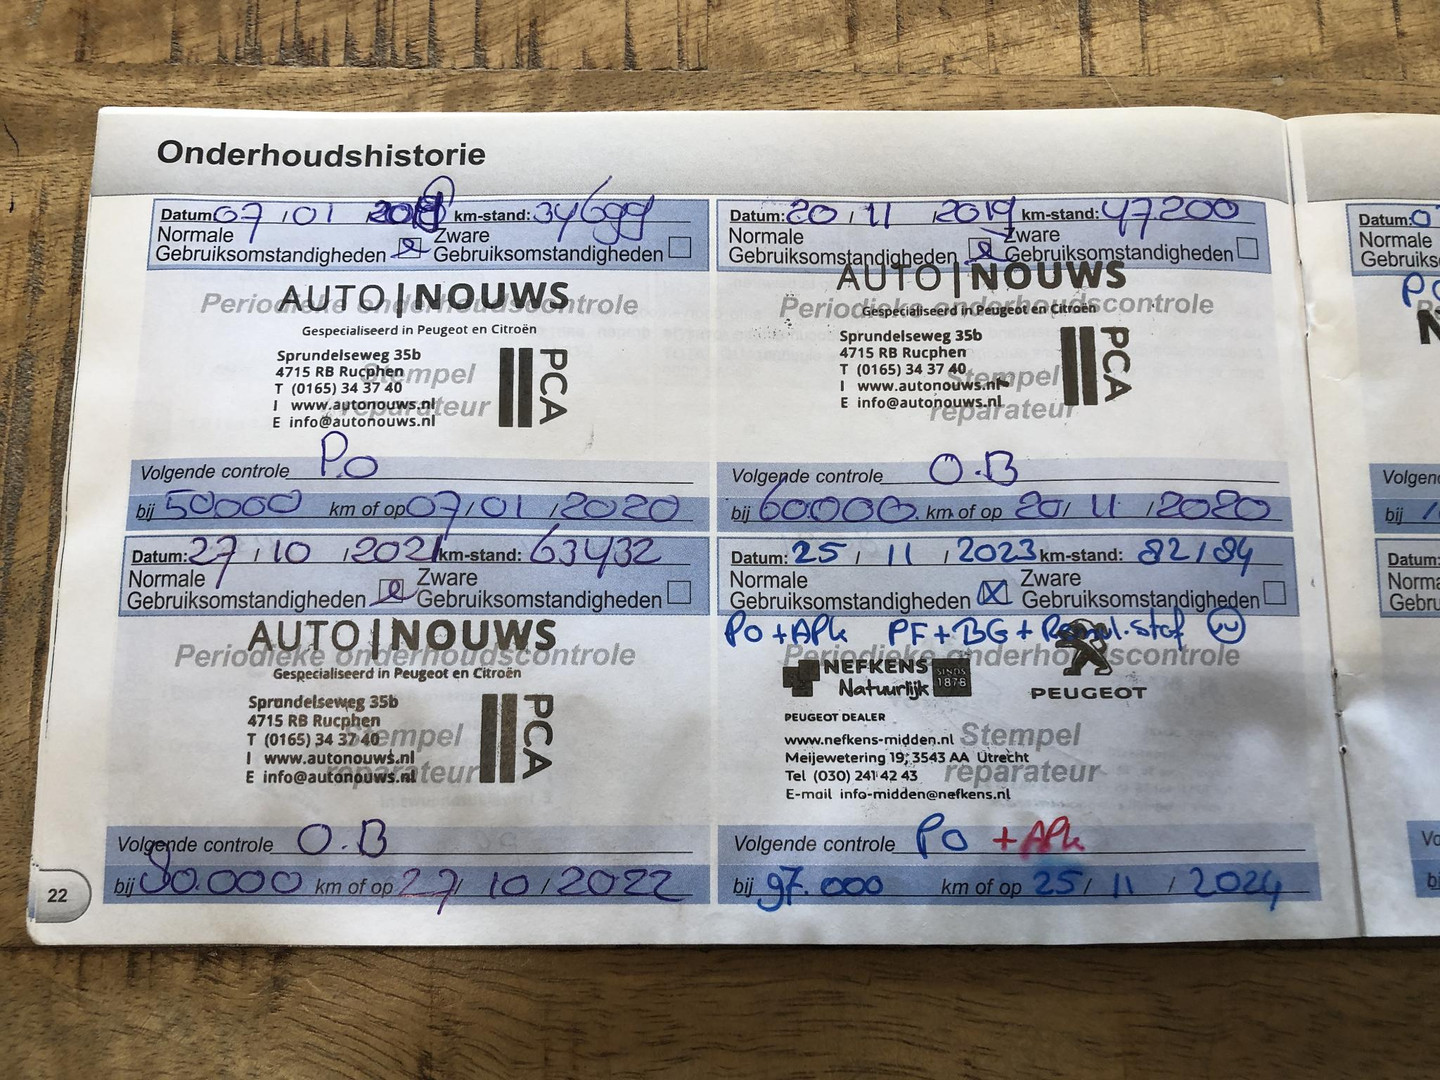 Onderhoudshistorie
Datum: 07 / 01 / km-stand: 34699
Normale
Gebruiksomstandigheden
Zware
Gebruiksomstandigheden
AUTO | NOUWS
Periodieke onderhoudscontrole
Gespecialiseerd in Peugeot en Citroën
Sprundelseweg 35b
4715 RB Rucphen
T (0165) 34 37 40
I www.autonouws.nl
E info@autonouws.nl
PCA
Stempel
reparateur
Volgende controle P.O
bij 50000 km of op 07/01/2020
Datum: 20 / 11 / 2019 km-stand: 47.200
Normale
Gebruiksomstandigheden
Zware
Gebruiksomstandigheden
AUTO | NOUWS
Periodieke onderhoudscontrole
Gespecialiseerd in Peugeot en Citroën
Sprundelseweg 35b
4715 RB Rucphen
T (0165) 34 37 40
I www.autonouws.nl
E info@autonouws.nl
PCA
Stempel
reparateur
Volgende controle O.B
bij 60.000. km of op 20/ 11 /2020
Datum: 27 / 10 / 2021 km-stand: 63432
Normale
Gebruiksomstandigheden
Zware
Gebruiksomstandigheden
AUTO | NOUWS
Periodieke onderhoudscontrole
Gespecialiseerd in Peugeot en Citroën
Sprundelseweg 35b
4715 RB Rucphen
T (0165) 34 37 40
I www.autonouws.nl
E info@autonouws.nl
PCA
Stempel
reparateur
Volgende controle O.B
bij 80.000 km of op 27/ 10 / 2022
Datum: 25 / 11 / 2023 km-stand: 82184
Normale
Gebruiksomstandigheden
Zware
Gebruiksomstandigheden
PO + APK PF + BG +
Periodieke onderhoudscontrole
NEFKENS
Natuurlijk
SINDS
1878
PEUGEOT
PEUGEOT DEALER
www.nefkens-midden.nl
Meijewetering 19, 3543 AA Utrecht
Tel (030) 241 42 43
E-mail info-midden@nefkens.nl
Stempel
reparateur
Volgende controle PO + APK
bij 97.000 km of op 25 / 11 / 2024
22
Datum: 0
Normale
Gebruiks
Volgen
bij
Datum:
Norma
Gebru
Vo
bi